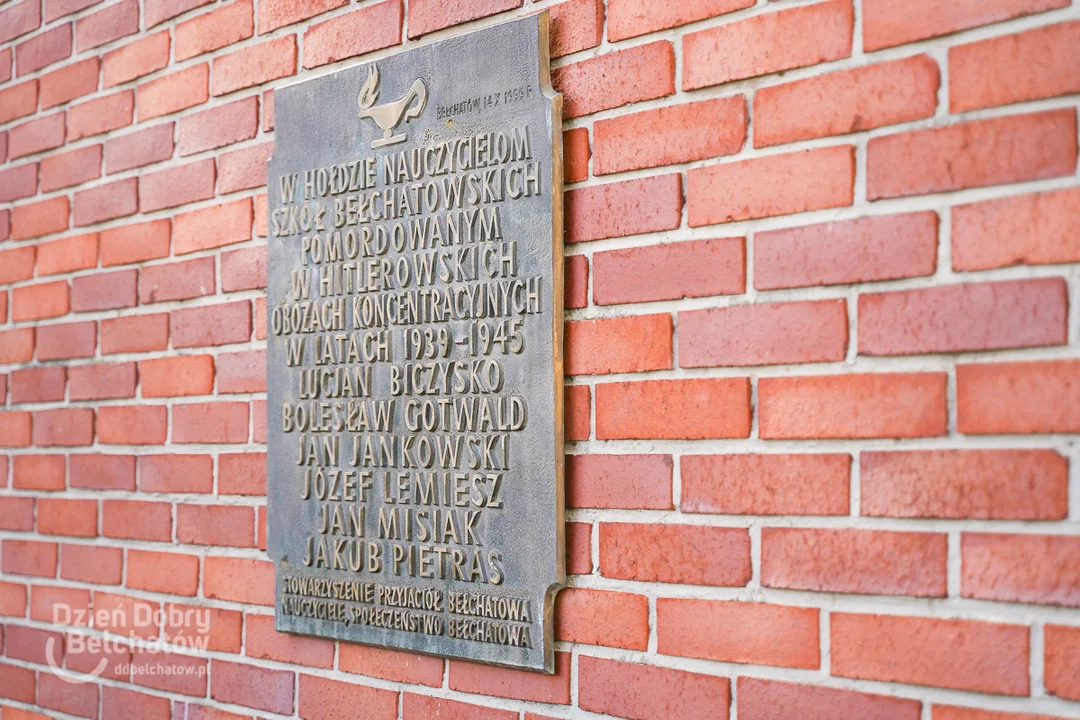 BEŁCHATÓW, 14 X 1999 R
W HOŁDZIE NAUCZYCIELOM
SZKÓŁ BEŁCHATOWSKICH
POMORDOWANYM
W HITLEROWSKICH
OBOZACH KONCENTRACYJNYCH
W LATACH 1939-1945
LUCJAN BICZYSKO
BOLESŁAW GOTWALD
JAN JANKOWSKI
JÓZEF LEMIESZ
JAN MISIAK
JAKUB PIETRAS
STOWARZYSZENIE PRZYJACIÓŁ BEŁCHATOWA
NAUCZYCIELE, SPOŁECZEŃSTWO BEŁCHATOWA
Dzień Dobry
Bełchatów
ddbelchatow.pl